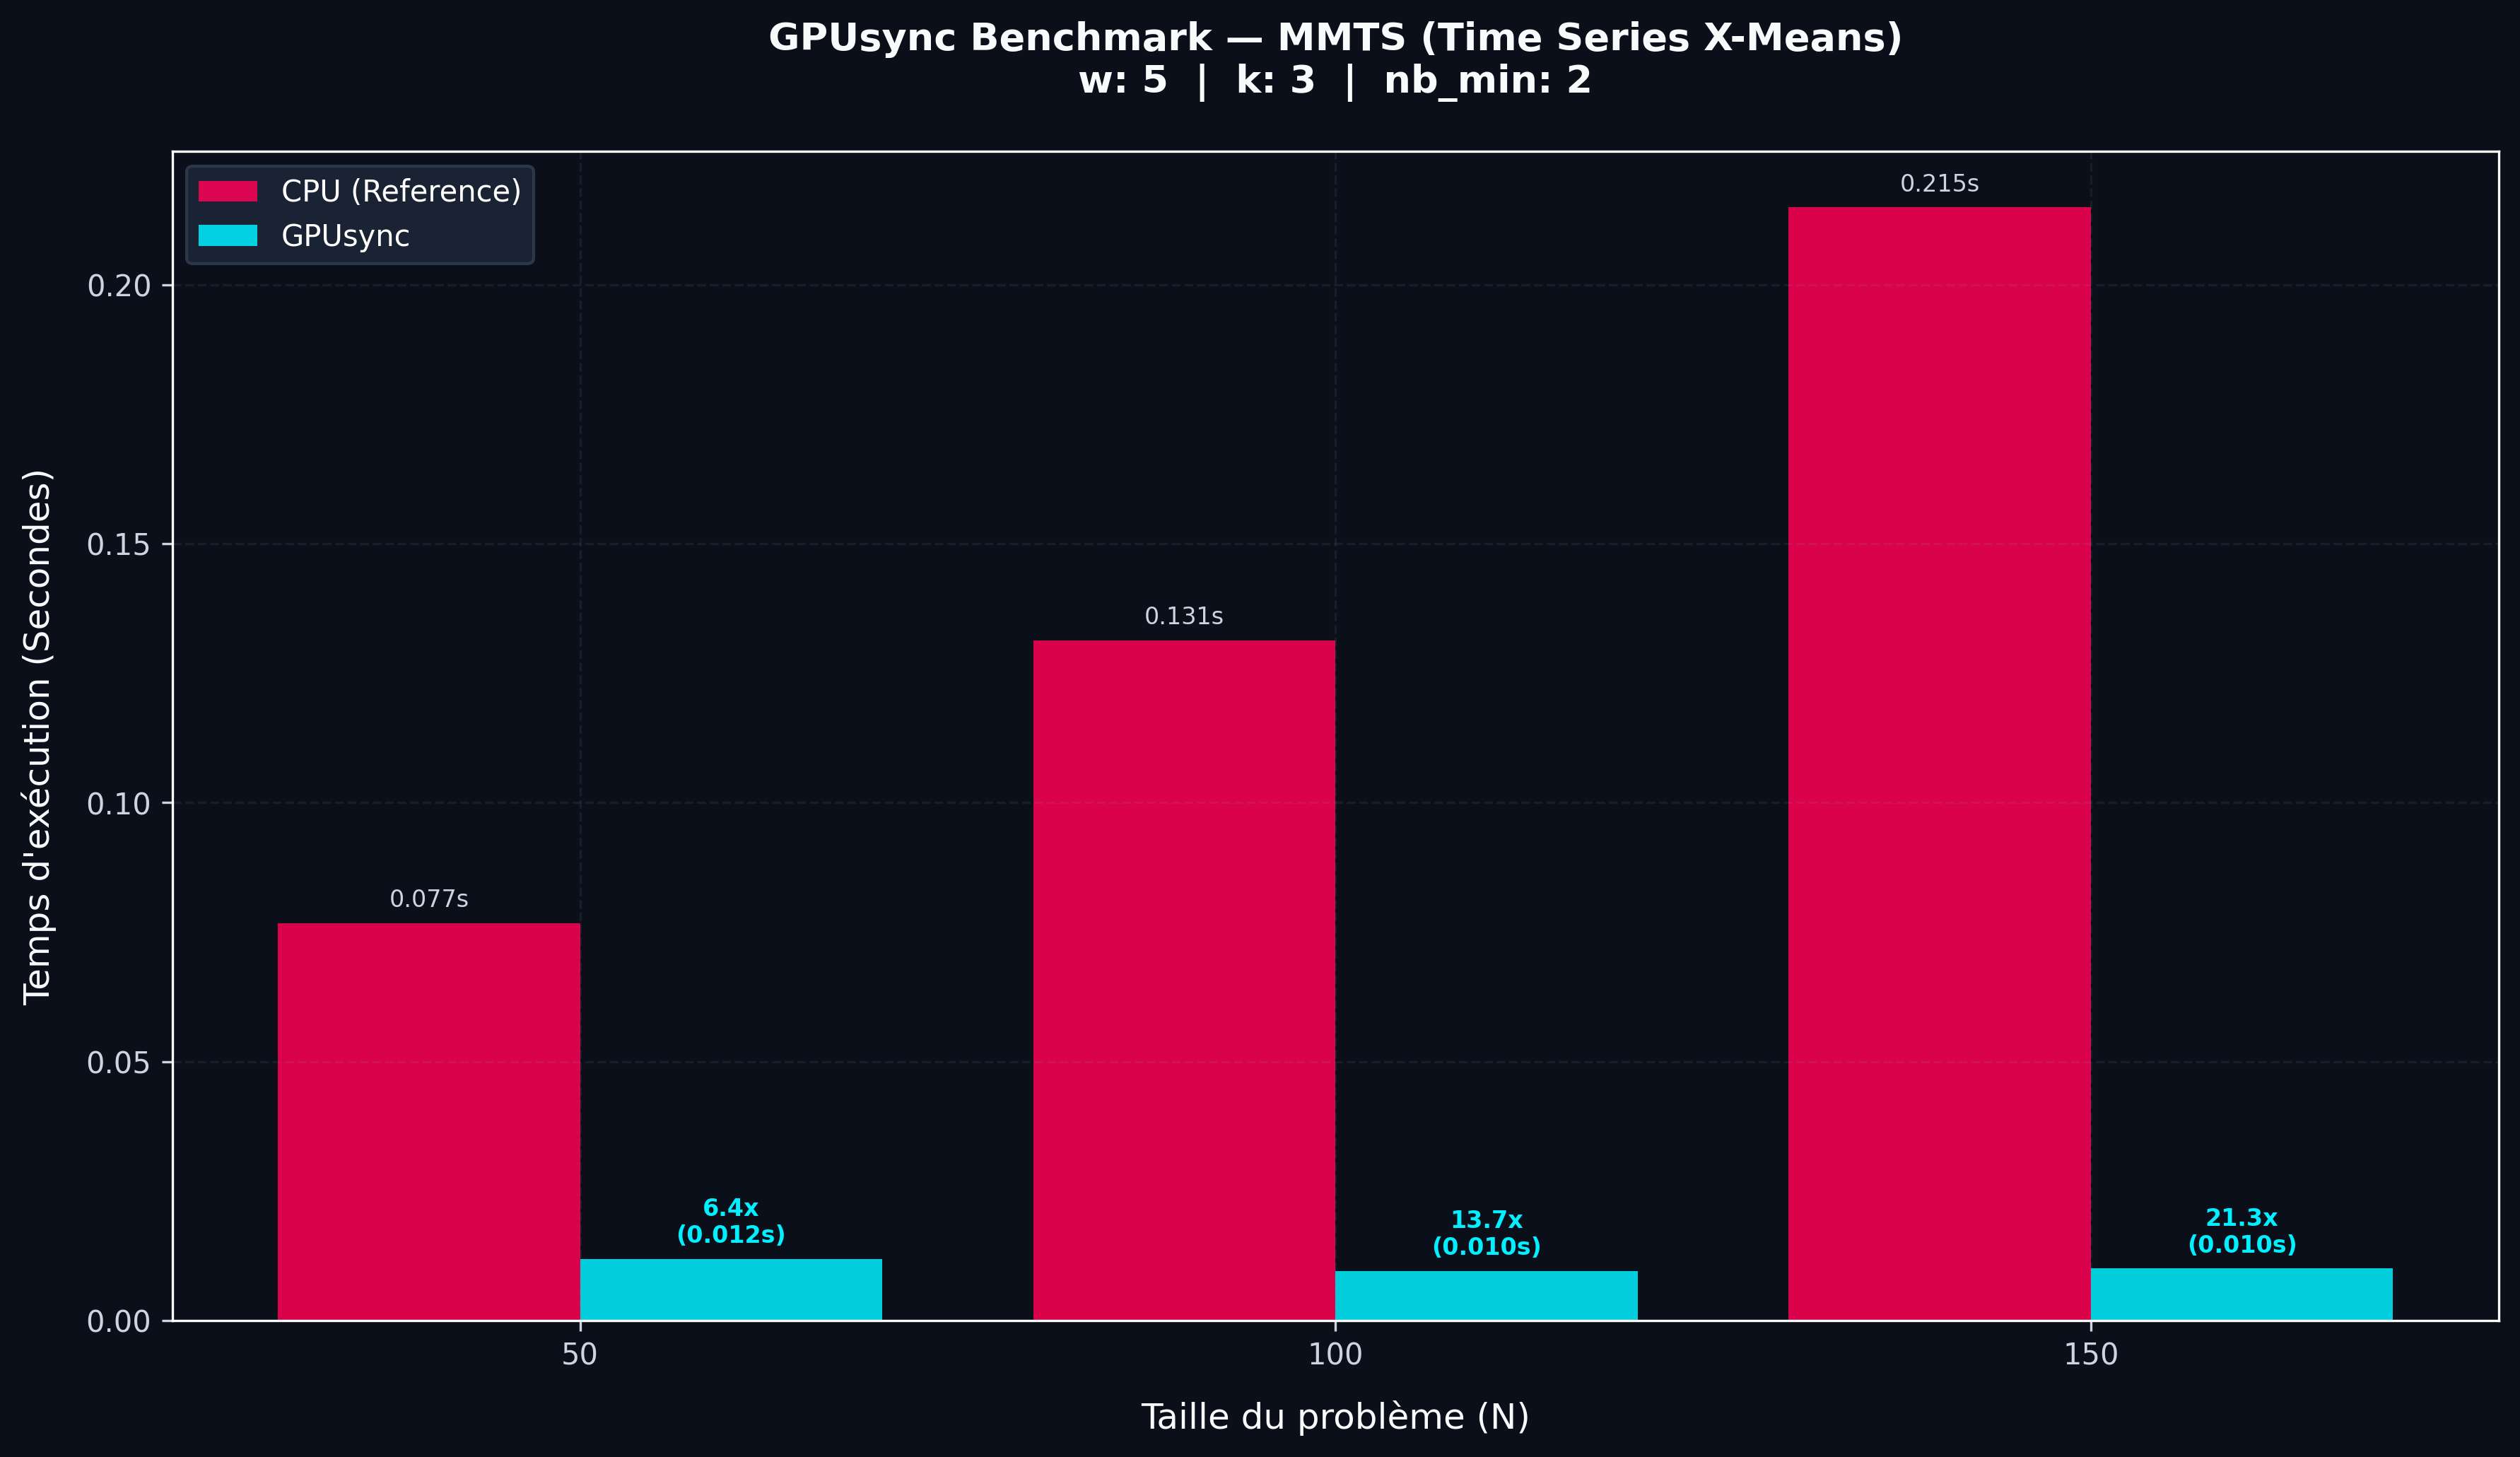 GPUsync Benchmark — MMTS (Time Series X-Means)
w: 5 | k: 3 | nb_min: 2
CPU (Reference)
GPUsync
Temps d'exécution (Secondes)
0.20
0.15
0.10
0.05
0.00
0.077s
6.4x
(0.012s)
0.131s
13.7x
(0.010s)
0.215s
21.3x
(0.010s)
50
100
150
Taille du problème (N)